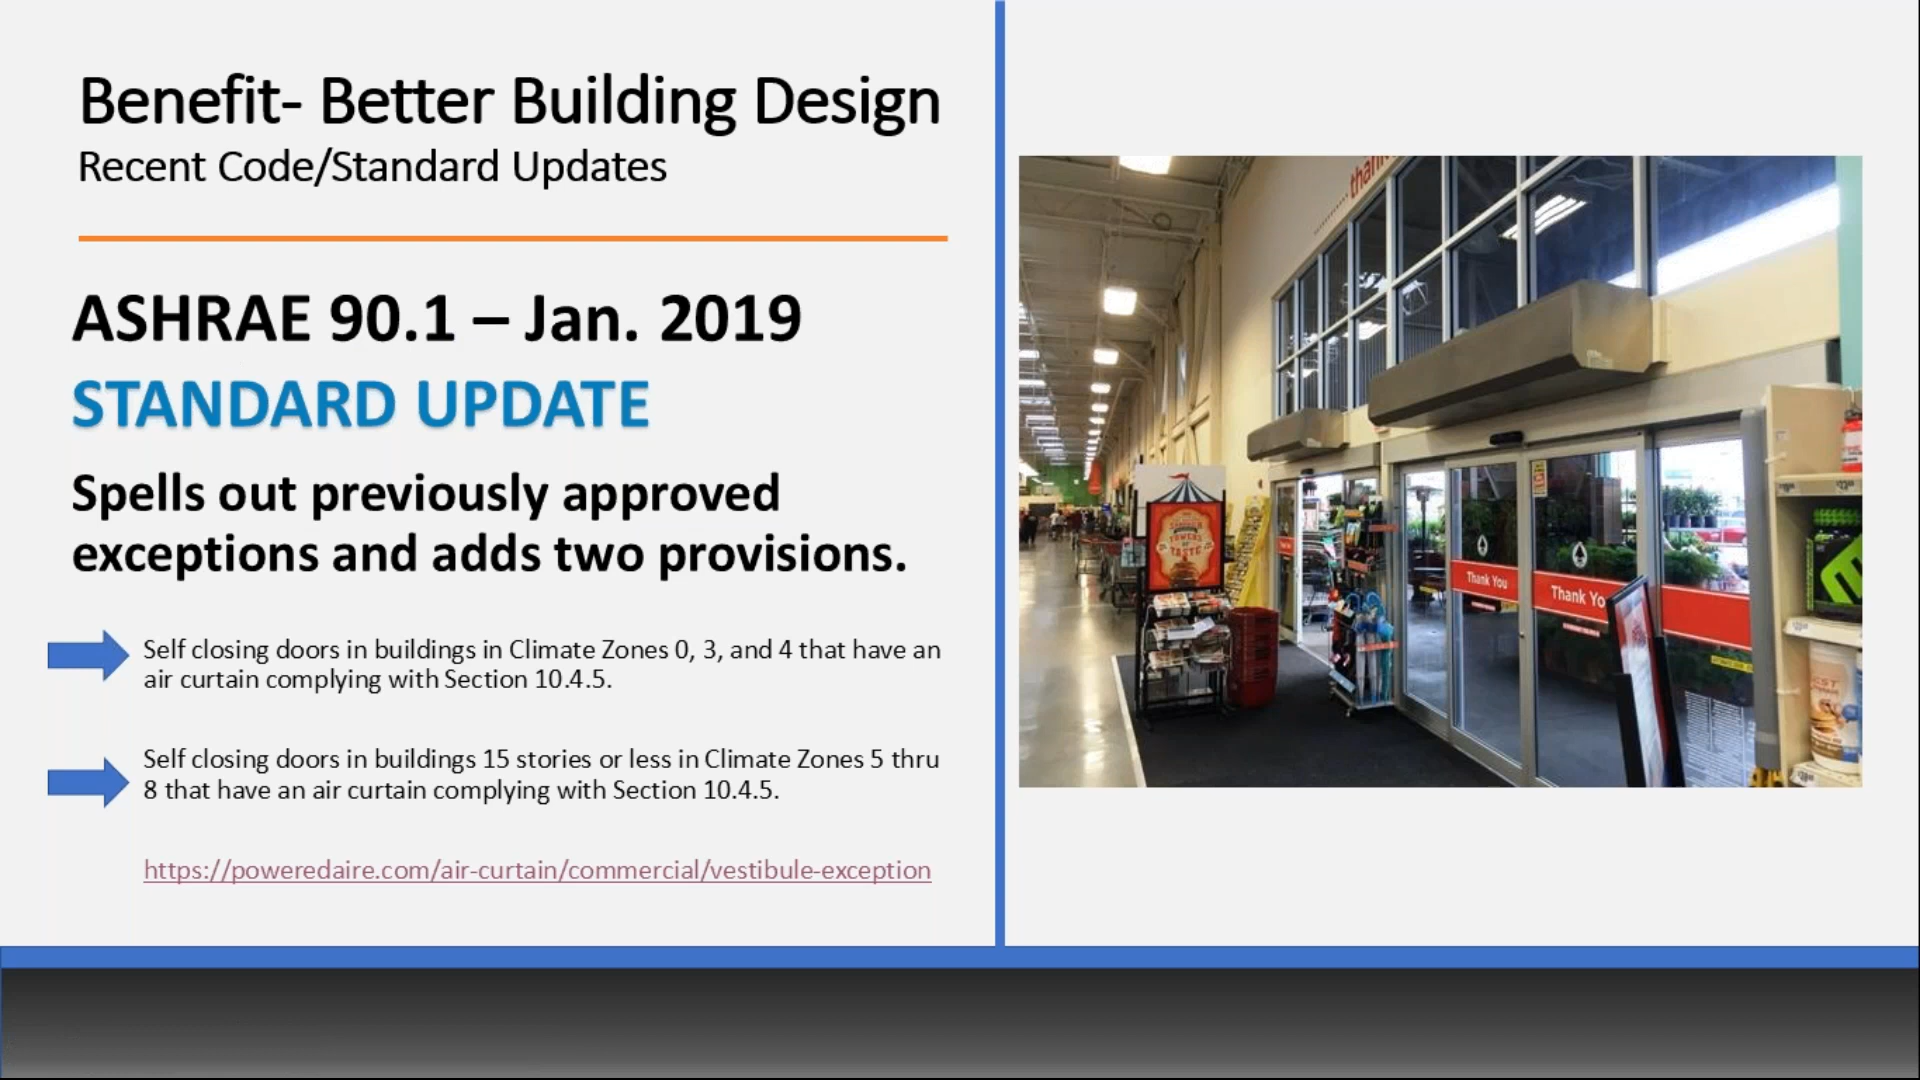 Benefit- Better Building Design
Recent Code/Standard Updates
ASHRAE 90.1 – Jan. 2019
STANDARD UPDATE
Spells out previously approved
exceptions and adds two provisions.
Self closing doors in buildings in Climate Zones 0, 3, and 4 that have an
air curtain complying with Section 10.4.5.
Self closing doors in buildings 15 stories or less in Climate Zones 5 thru
8 that have an air curtain complying with Section 10.4.5.
https://poweredaire.com/air-curtain/commercial/vestibule-exception
Thank You
Thank Yo